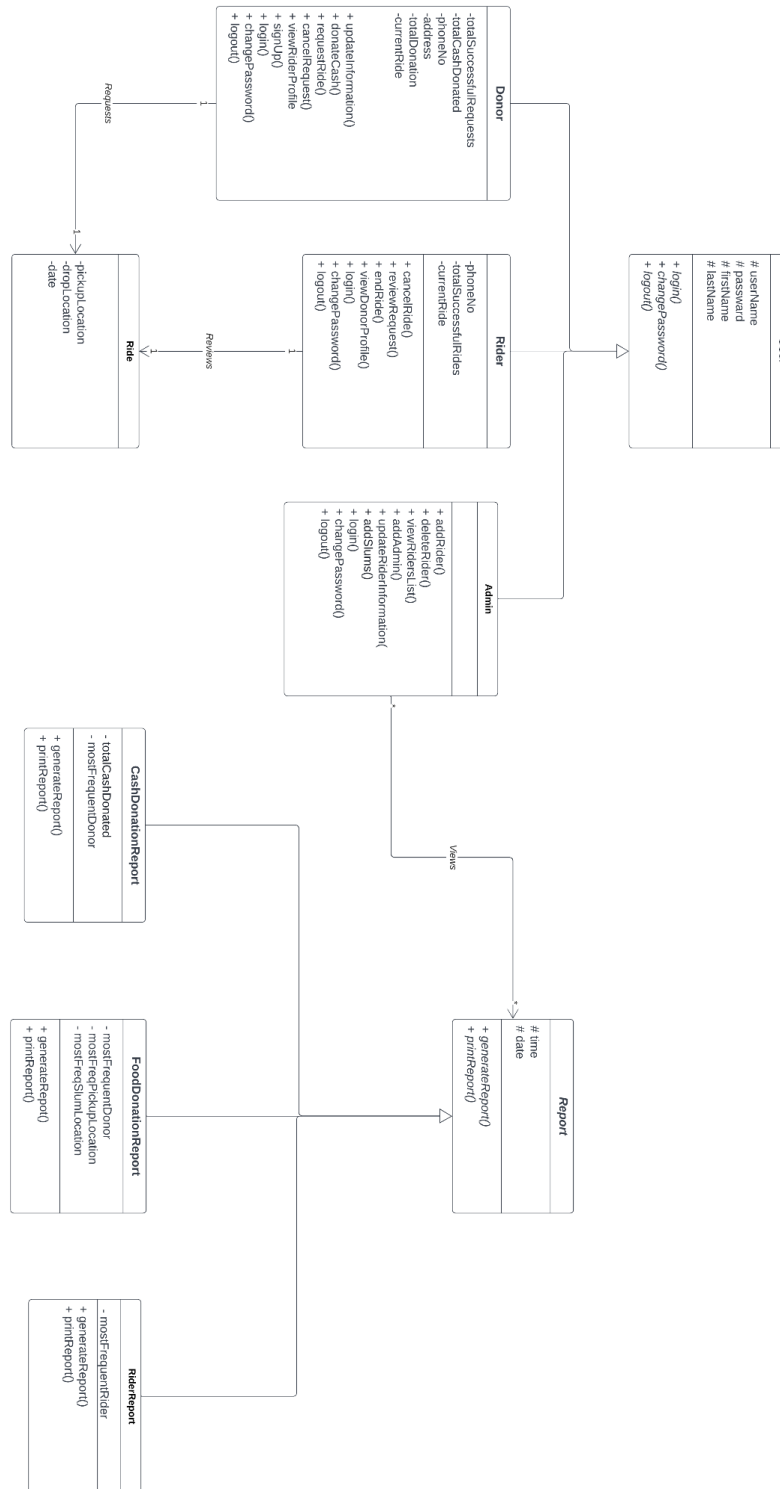 # userName
# passward
# firstName
# lastName
+ login()
+ changePassword()
+ logout()
Donor
-totalSuccessfulRequests
-totalCashDonated
-phoneNo
-address
-totalDonation
-currentRide
+ updateInformation()
+ donateCash()
+ requestRide()
+ cancelRequest()
+ viewRiderProfile
+ signUp()
+ login()
+ changePassword()
+ logout()
Rider
-phoneNo
-totalSuccessfulRides
-currentRide
+ cancelRide()
+ reviewRequest()
+ endRide()
+ viewDonorProfile()
+ login()
+ changePassword()
+ logout()
Admin
+ addRider()
+ deleteRider()
+ viewRidersList()
+ addAdmin()
+ updateRiderInformation(
+ addSlums()
+ login()
+ changePassword()
+ logout()
Report
# time
# date
+ generateReport()
+ printReport()
1
Requests
1
1
Reviews
1
*
Views
*
Ride
-pickupLocation
-dropLocation
-date
CashDonationReport
- totalCashDonated
- mostFrequentDonor
+ generateReport()
+ printReport()
FoodDonationReport
- mostFrequentDonor
- mostFreqPickupLocation
- mostFreqSlumLocation
+ generateRepot()
+ printReport()
RiderReport
- mostFrequentRider
+ generateReport()
+ printReport()